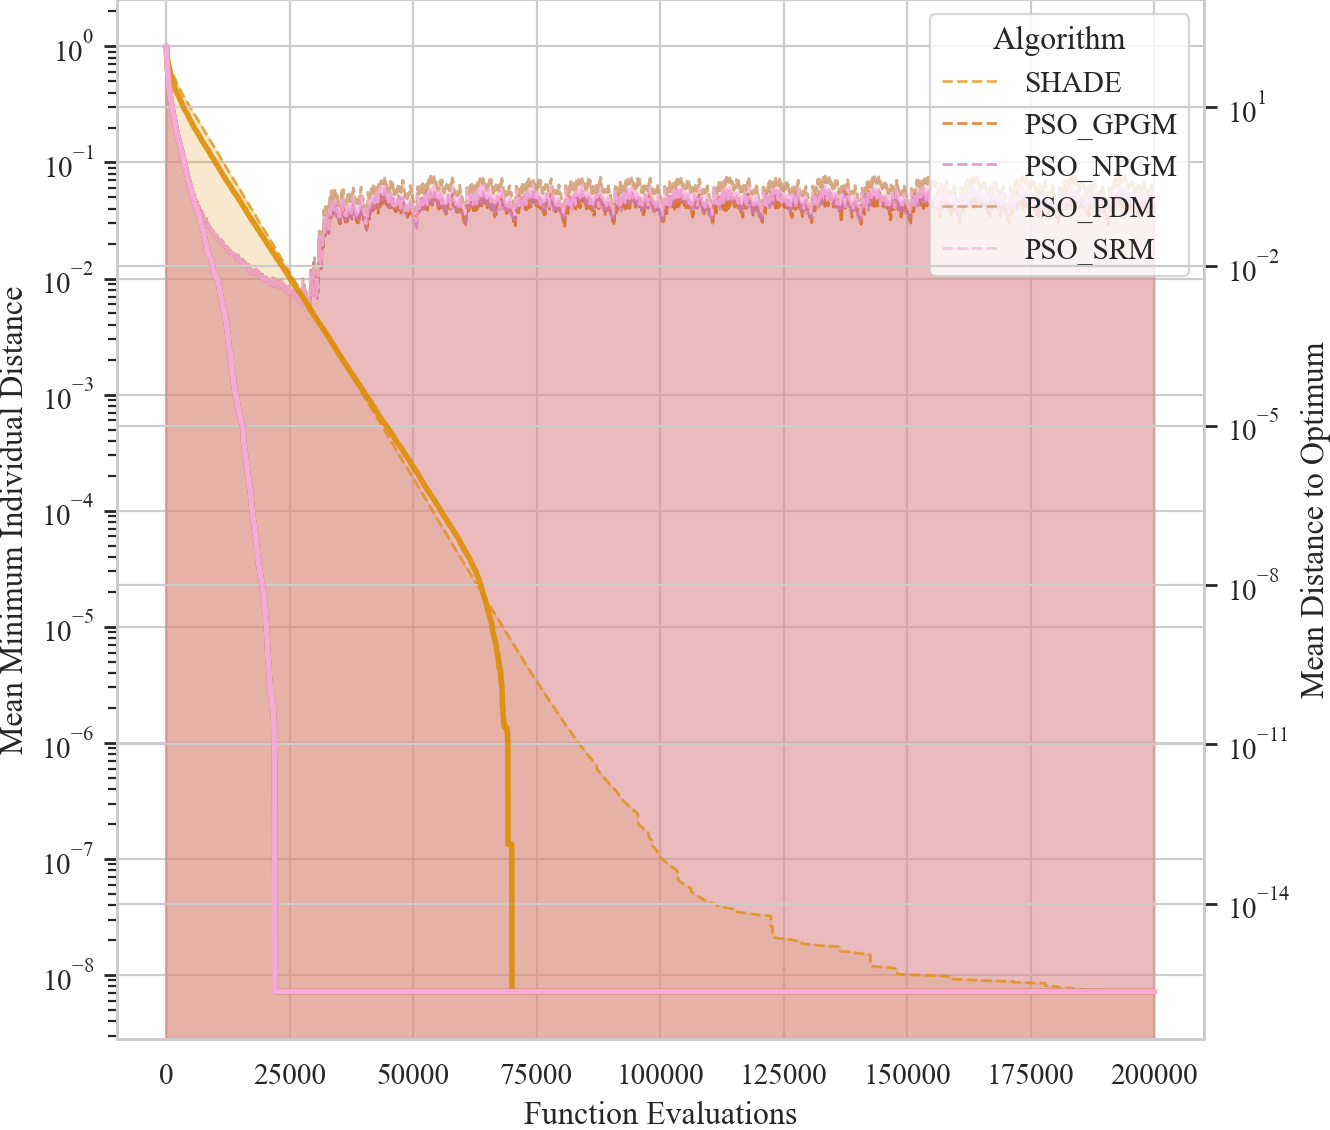 Mean Minimum Individual Distance
10^0
10^−1
10^−2
10^−3
10^−4
10^−5
10^−6
10^−7
10^−8
Algorithm
SHADE
PSO_GPGM
PSO_NPGM
PSO_PDM
PSO_SRM
10^1
10^−2
10^−5
10^−8
10^−11
10^−14
Mean Distance to Optimum
0 25000 50000 75000 100000 125000 150000 175000 200000
Function Evaluations